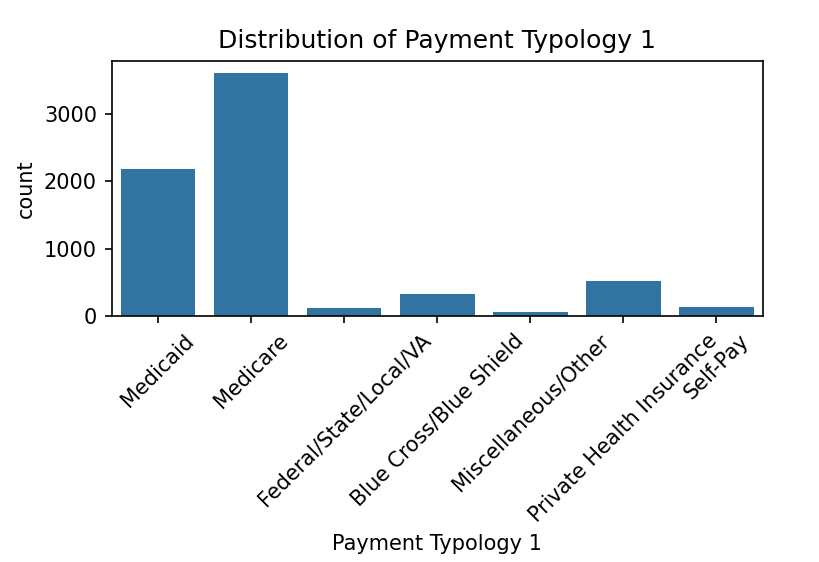 Distribution of Payment Typology 1
count
3000
2000
1000
0
Medicaid
Medicare
Federal/State/Local/VA
Blue Cross/Blue Shield
Miscellaneous/Other
Private Health Insurance
Self-Pay
Payment Typology 1